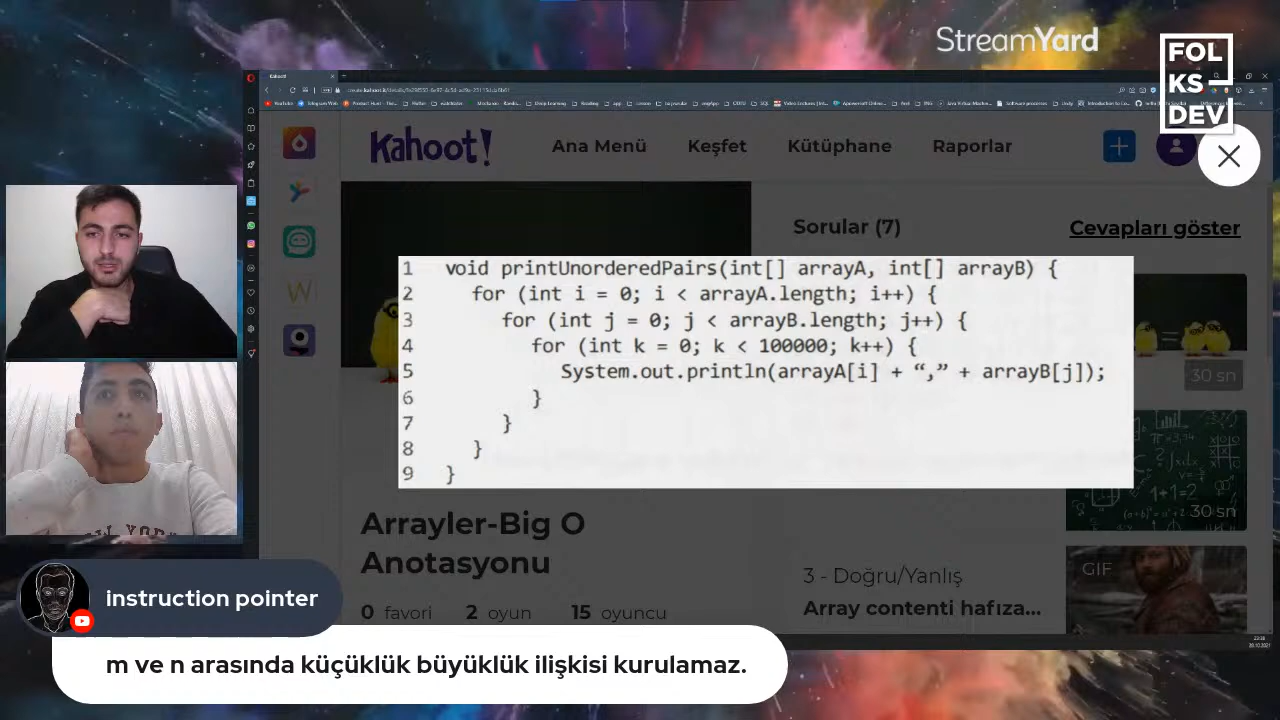 StreamYard
FOL
KS
DEV
Kahoot!
Kahoot!
Ana Menü
Keşfet
Kütüphane
Raporlar
Sorular (7)
Cevapları göster
1 void printUnorderedPairs(int[] arrayA, int[] arrayB) {
2 for (int i = 0; i < arrayA.length; i++) {
3 for (int j = 0; j < arrayB.length; j++) {
4 for (int k = 0; k < 100000; k++) {
5 System.out.println(arrayA[i] + “,” + arrayB[j]);
6 }
7 }
8 }
9 }
30 sn
30 sn
GIF
Arrayler-Big O
Anotasyonu
0 favori 2 oyun 15 oyuncu
3 - Doğru/Yanlış
Array contenti hafıza...
instruction pointer
m ve n arasında küçüklük büyüklük ilişkisi kurulamaz.